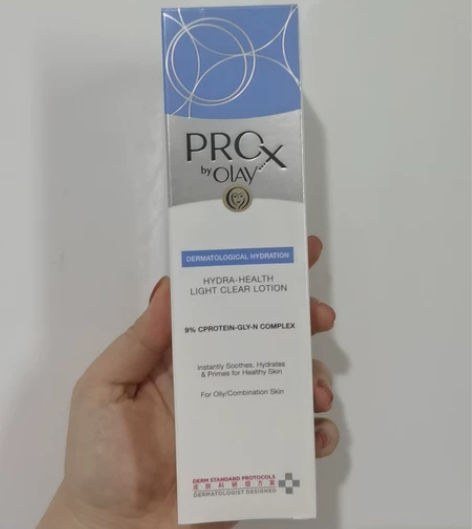 PROX
by OLAY
DERMATOLOGICAL HYDRATION
HYDRA-HEALTH
LIGHT CLEAR LOTION
9% CPROTEIN-GLY-N COMPLEX
Instantly Soothes, Hydrates
& Primes for Healthy Skin
For Oily/Combination Skin
DERM STANDARD PROTOCOLS
DERMATOLOGIST DESIGNED